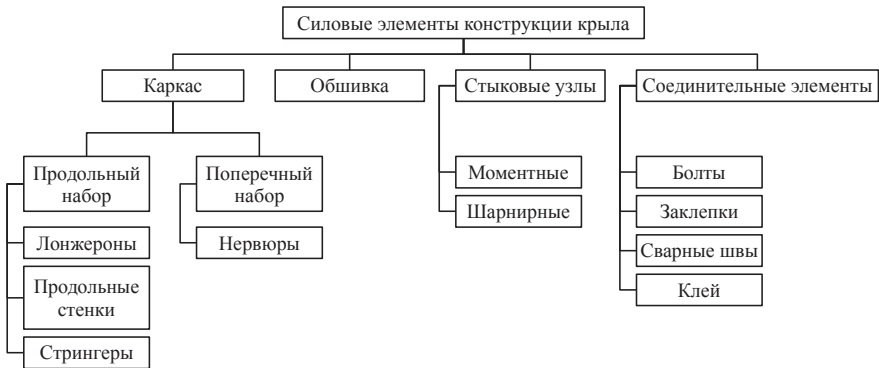 Силовые элементы конструкции крыла
Каркас
Обшивка
Стыковые узлы
Соединительные элементы
Продольный
набор
Поперечный
набор
Лонжероны
Продольные
стенки
Стрингеры
Нервюры
Моментные
Шарнирные
Болты
Заклепки
Сварные швы
Клей